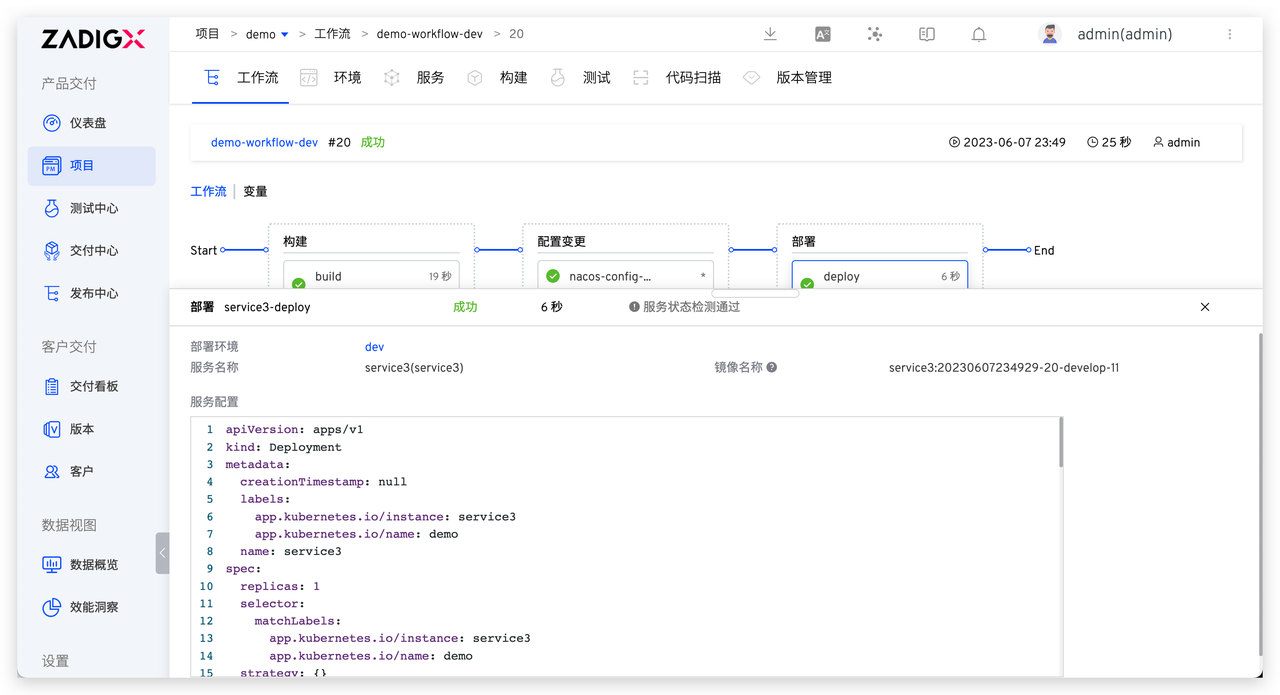 ZADIGX
产品交付
仪表盘
项目
测试中心
交付中心
发布中心
客户交付
交付看板
版本
客户
数据视图
数据概览
效能洞察
设置
项目 > demo > 工作流 > demo-workflow-dev > 20
admin(admin)
工作流 环境 服务 构建 测试 代码扫描 版本管理
demo-workflow-dev #20 成功 2023-06-07 23:49 25 秒 admin
工作流 变量
Start 构建 配置变更 部署 End
build 19 秒 nacos-config-... * deploy 6 秒
部署 service3-deploy 成功 6 秒 服务状态检测通过
部署环境 dev
服务名称 service3(service3) 镜像名称 service3:20230607234929-20-develop-11
服务配置
1 apiVersion: apps/v1
2 kind: Deployment
3 metadata:
4 creationTimestamp: null
5 labels:
6 app.kubernetes.io/instance: service3
7 app.kubernetes.io/name: demo
8 name: service3
9 spec:
10 replicas: 1
11 selector:
12 matchLabels:
13 app.kubernetes.io/instance: service3
14 app.kubernetes.io/name: demo
15 strategy: {}